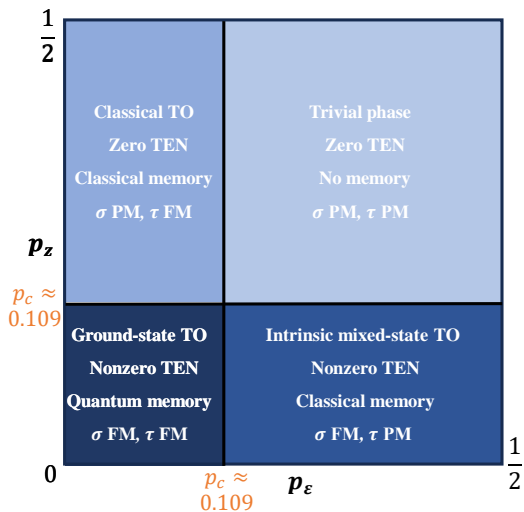 1
2
Classical TO
Zero TEN
Classical memory
σ PM, τ FM
Trivial phase
Zero TEN
No memory
σ PM, τ PM
p_z
p_c ≈
0.109
Ground-state TO
Nonzero TEN
Quantum memory
σ FM, τ FM
Intrinsic mixed-state TO
Nonzero TEN
Classical memory
σ FM, τ PM
0
p_c ≈
0.109
p_ε
1
2